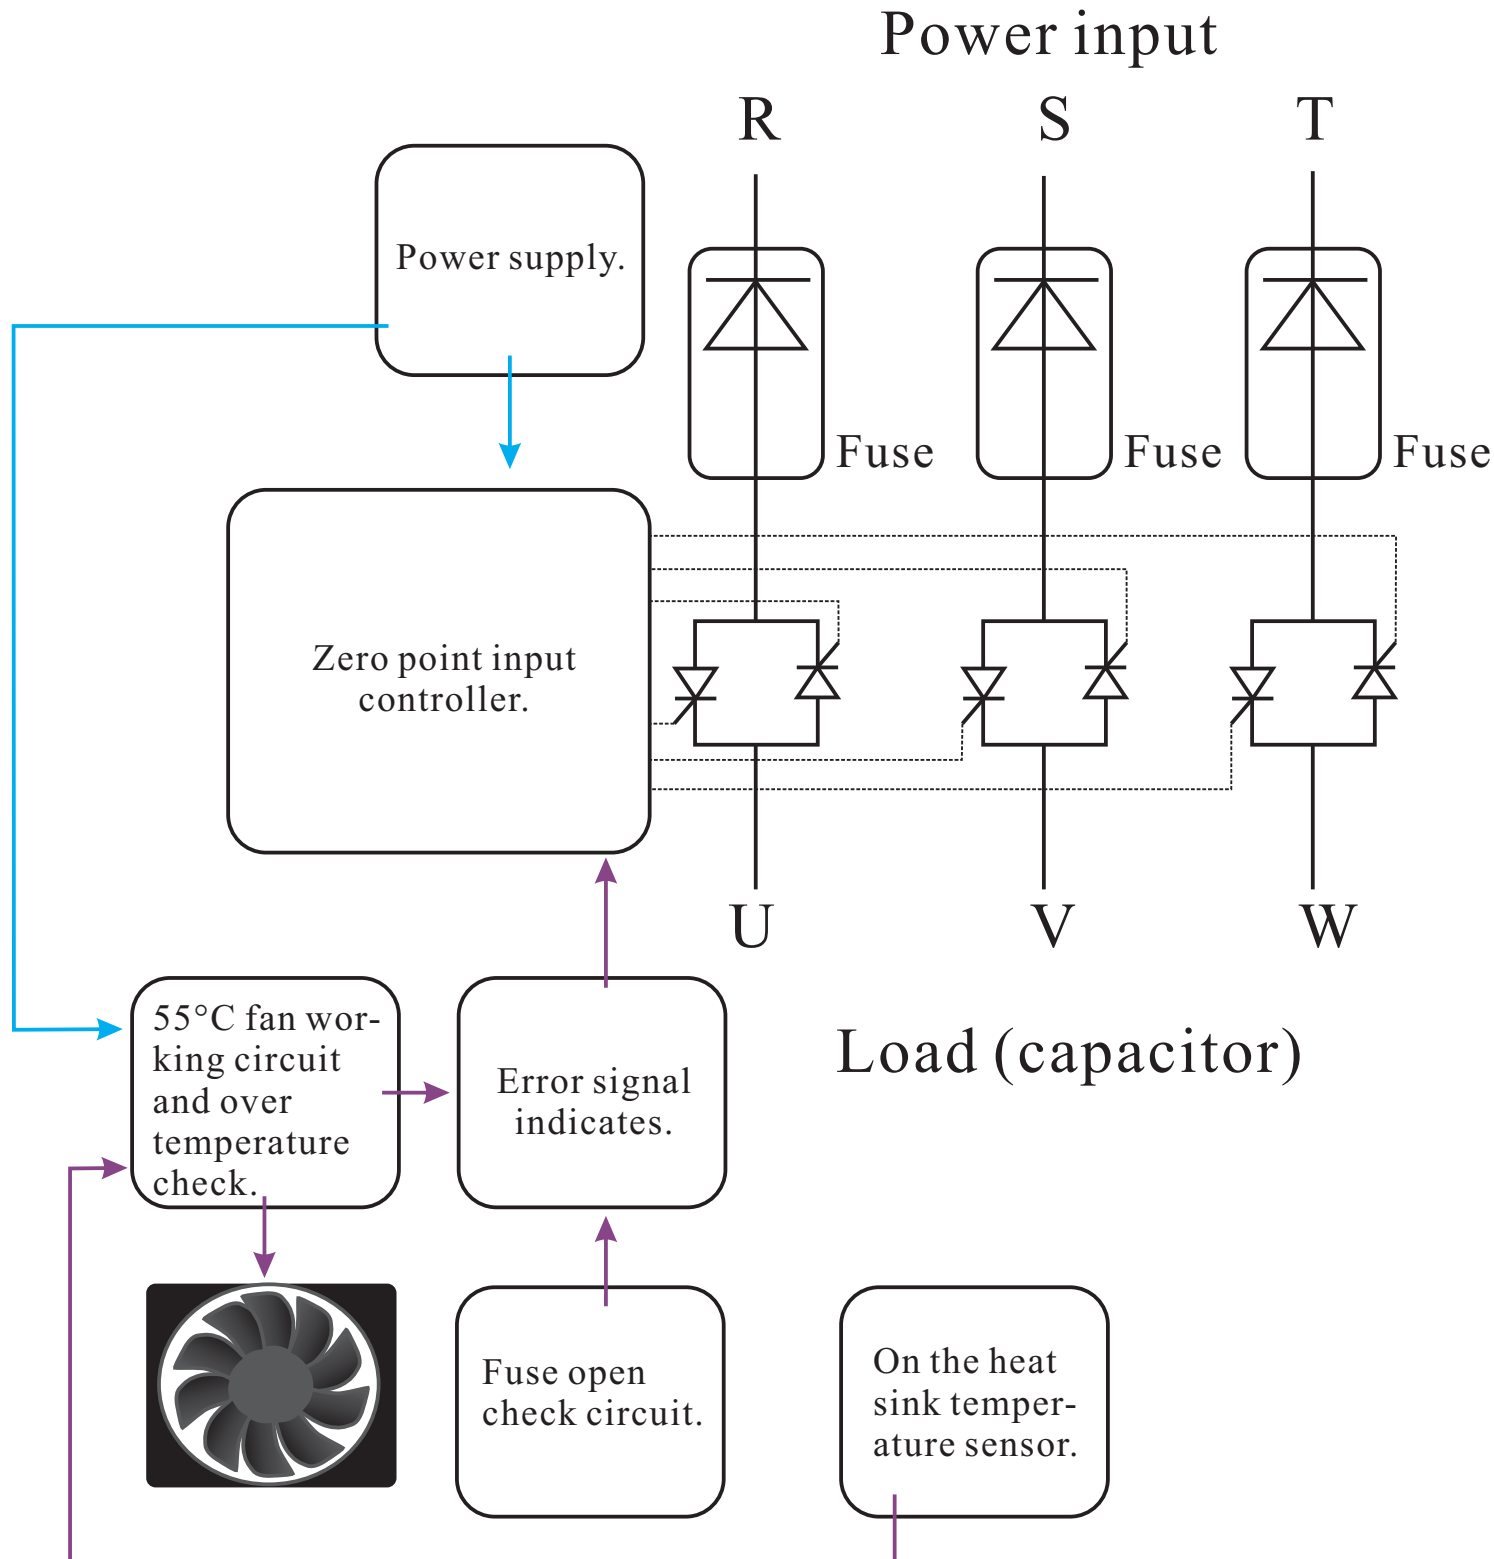 Power input
R
S
T
Power supply.
Fuse
Fuse
Fuse
Zero point input
controller.
U
V
W
55°C fan wor-
king circuit
and over
temperature
check.
Error signal
indicates.
Load (capacitor)
Fuse open
check circuit.
On the heat
sink temper-
ature sensor.